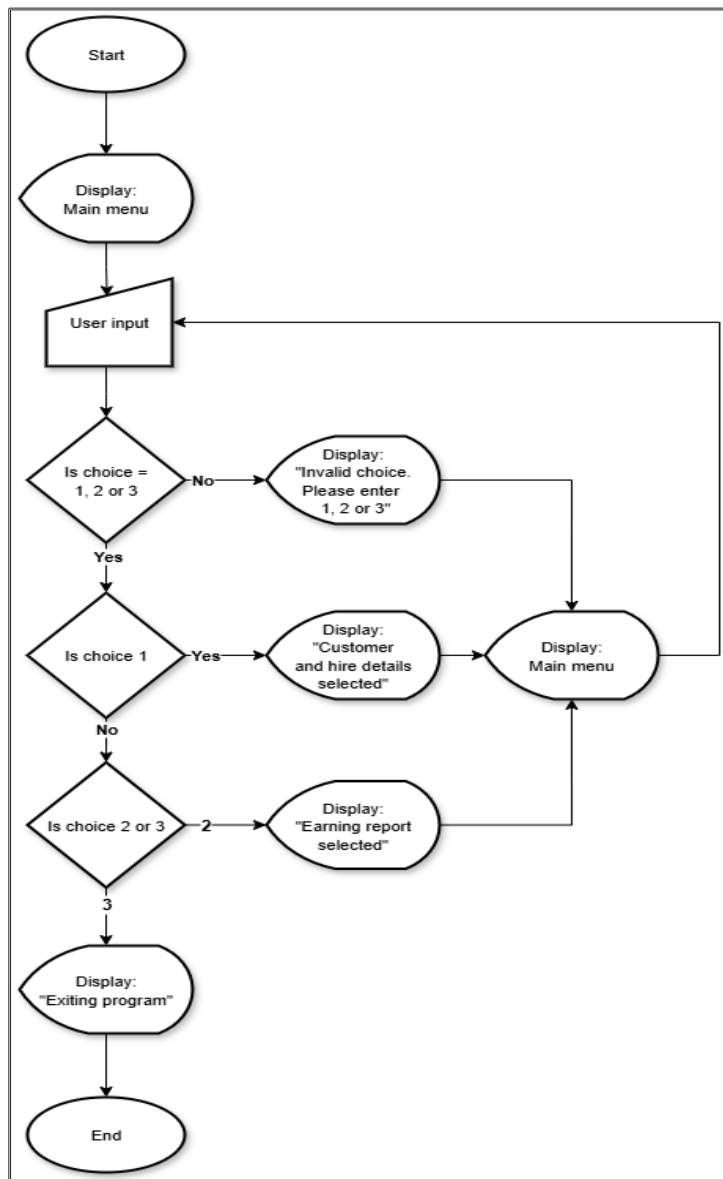 Start
Display:
Main menu
User input
Is choice =
1, 2 or 3
No
Display:
"Invalid choice.
Please enter
1, 2 or 3"
Yes
Is choice 1
Yes
Display:
"Customer
and hire details
selected"
Display:
Main menu
No
Is choice 2 or 3
2
Display:
"Earning report
selected"
3
Display:
"Exiting program"
End